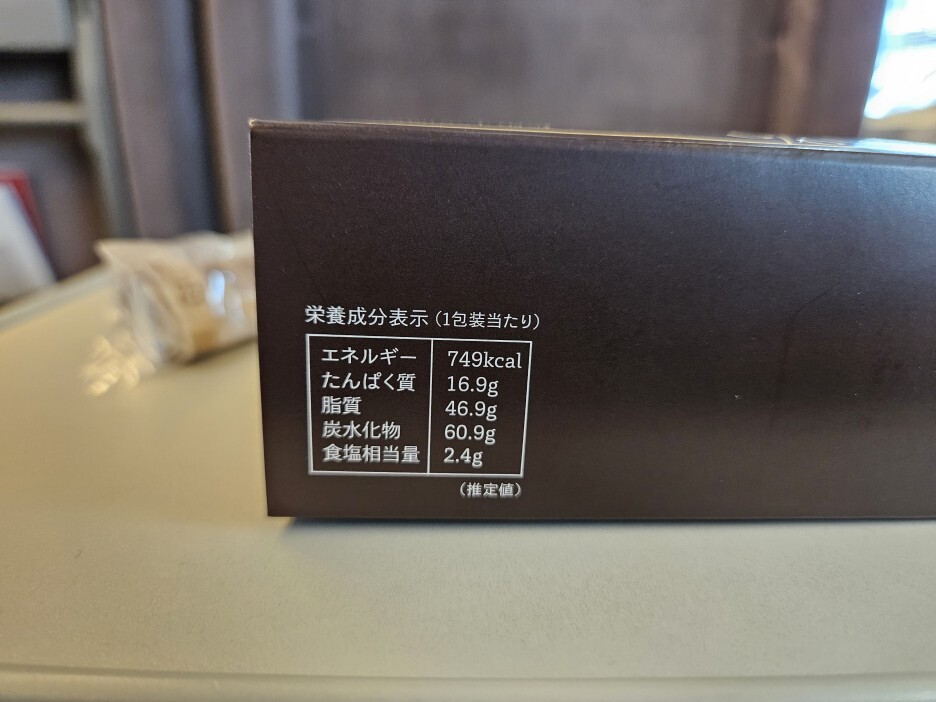 栄養成分表示（1包装当たり）
エネルギー 749kcal
たんぱく質 16.9g
脂質 46.9g
炭水化物 60.9g
食塩相当量 2.4g
（推定値）